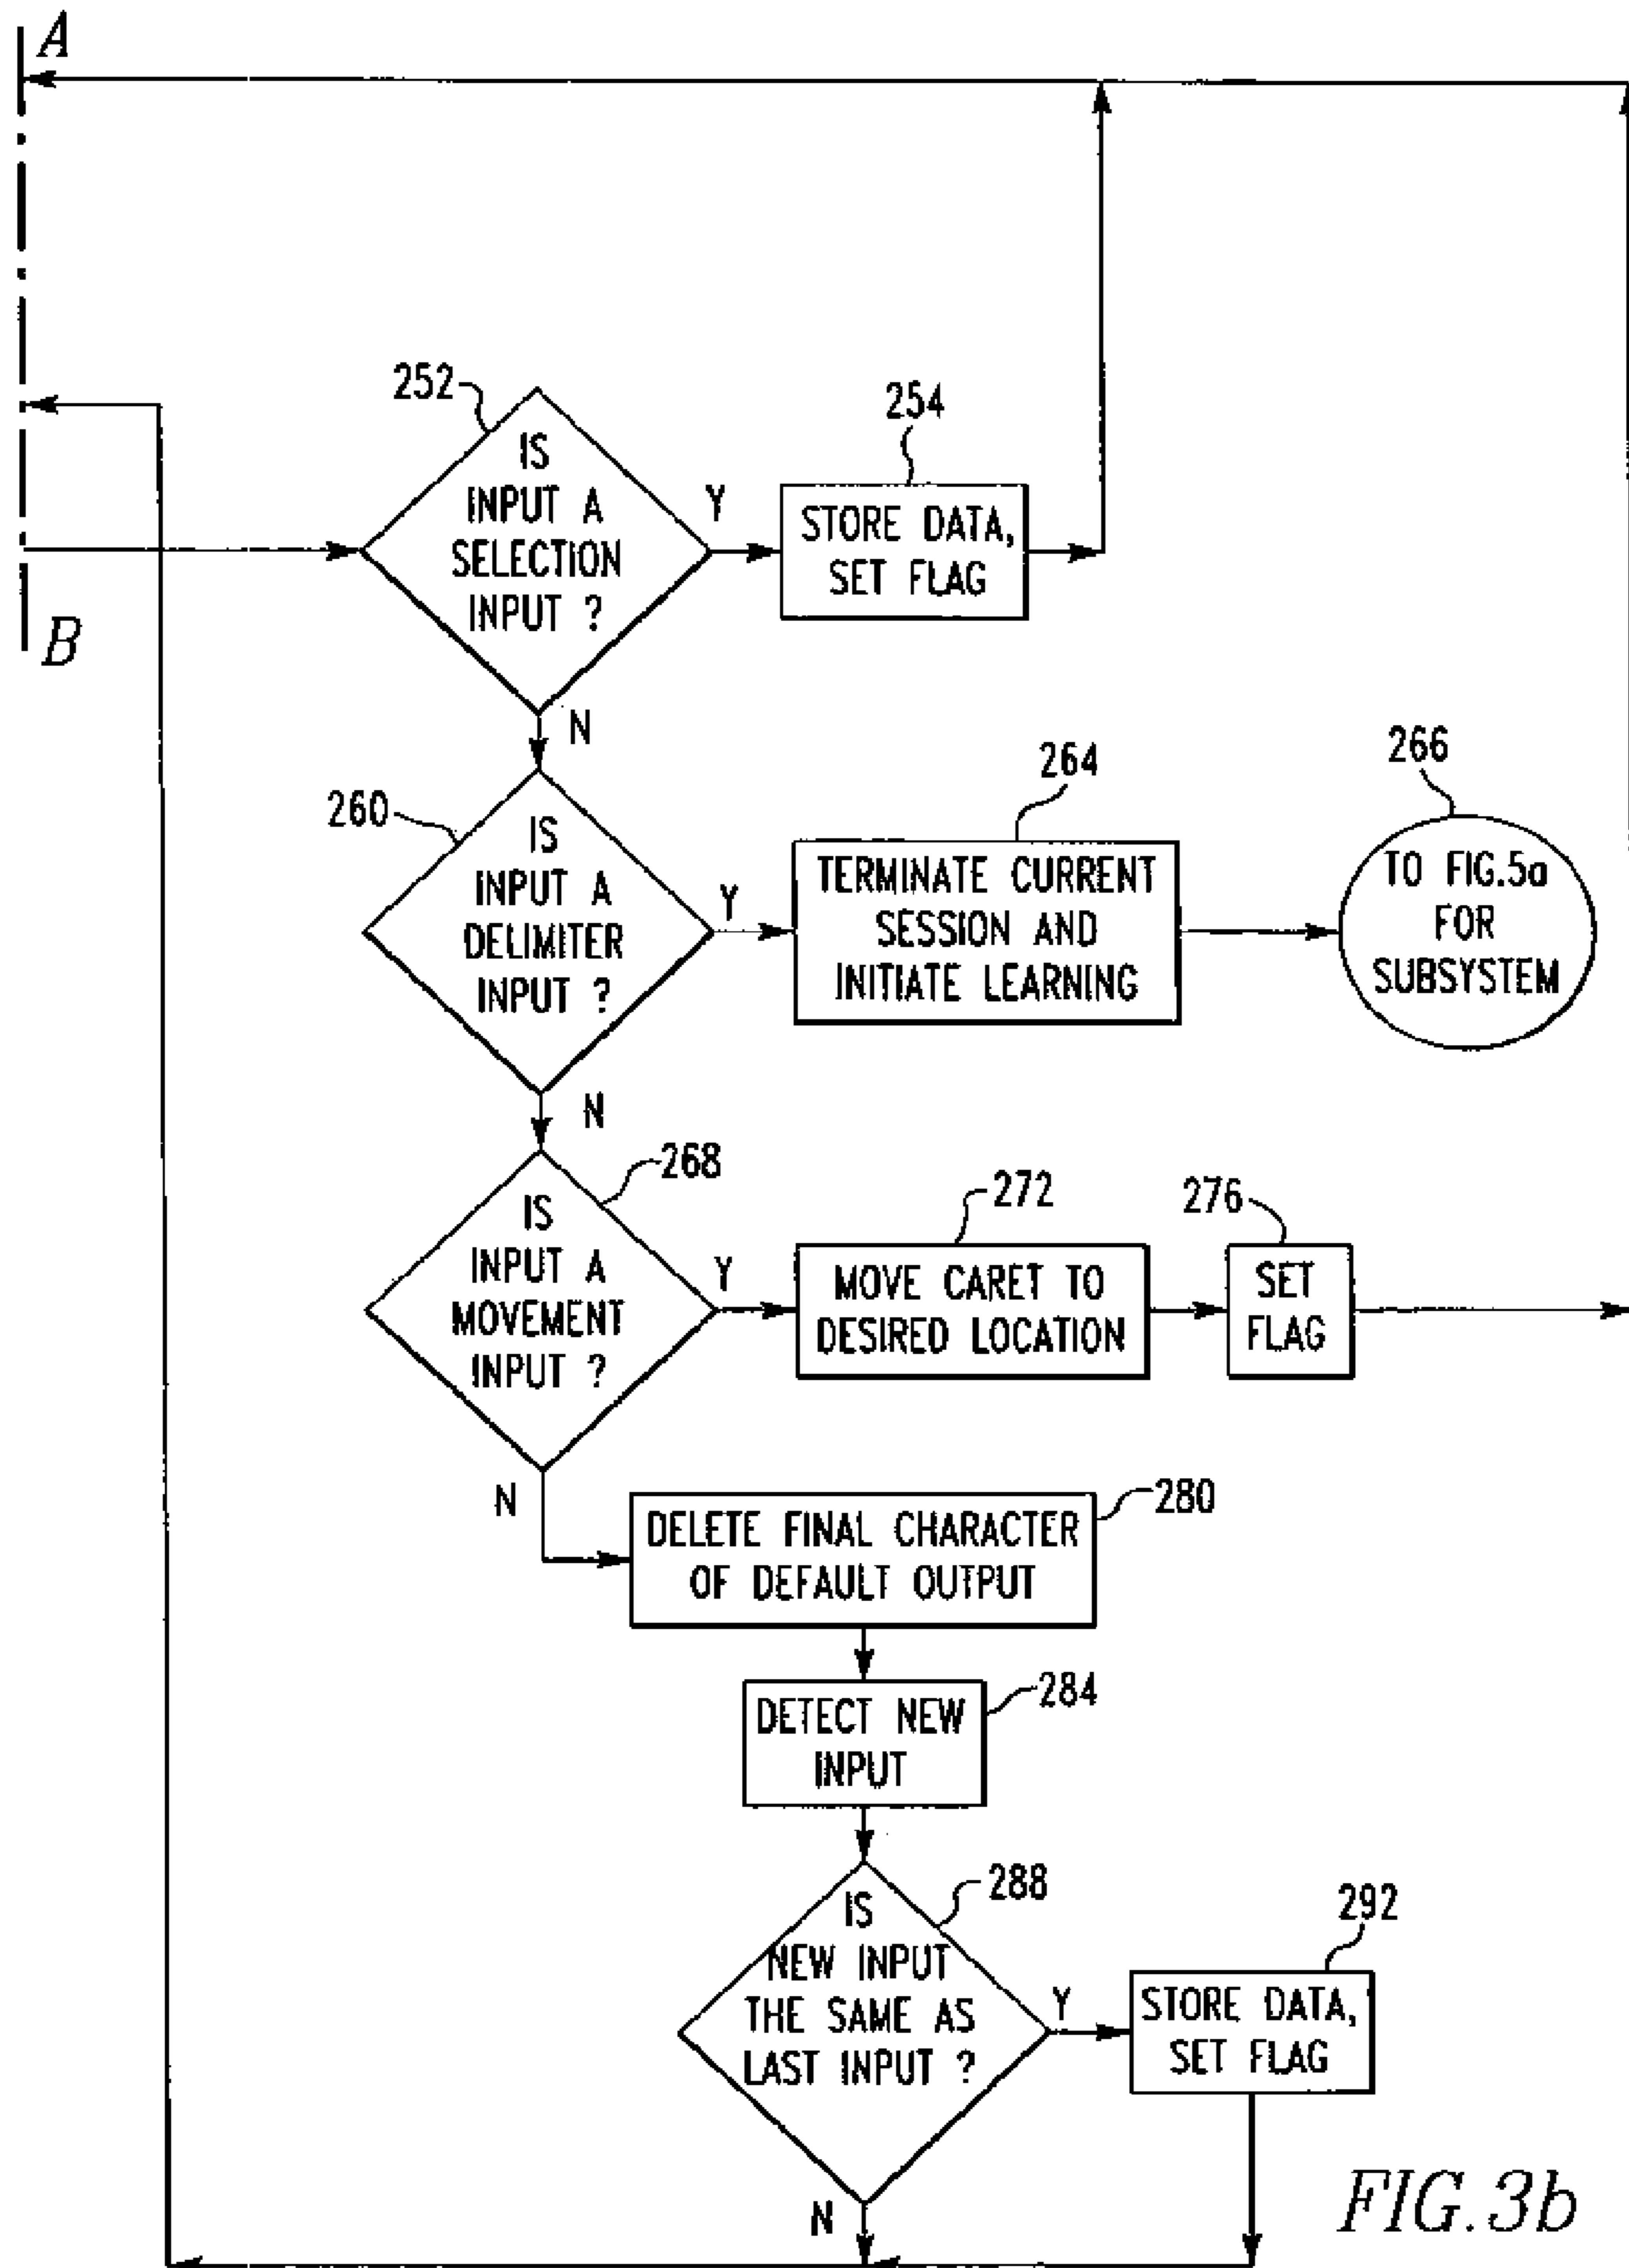 A
B
252
IS
INPUT A
SELECTION
INPUT ?
Y
N
254
STORE DATA,
SET FLAG
260
IS
INPUT A
DELIMITER
INPUT ?
Y
N
264
TERMINATE CURRENT
SESSION AND
INITIATE LEARNING
266
TO FIG.5a
FOR
SUBSYSTEM
268
IS
INPUT A
MOVEMENT
INPUT ?
Y
N
272
MOVE CARET TO
DESIRED LOCATION
276
SET
FLAG
280
DELETE FINAL CHARACTER
OF DEFAULT OUTPUT
284
DETECT NEW
INPUT
288
IS
NEW INPUT
THE SAME AS
LAST INPUT ?
Y
N
292
STORE DATA,
SET FLAG
FIG.3b